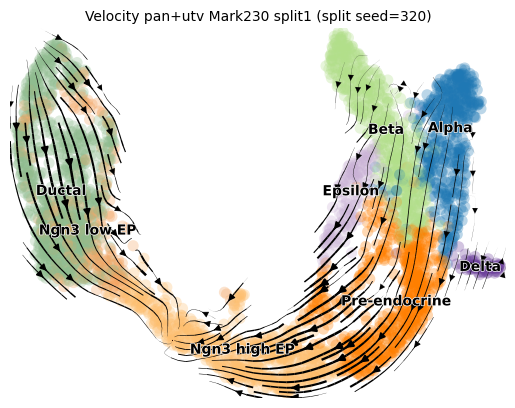 Velocity pan+utv Mark230 split1 (split seed=320)
Beta
Alpha
Ductal
Epsilon
Ngn3 low EP
Delta
Pre-endocrine
Ngn3 high EP